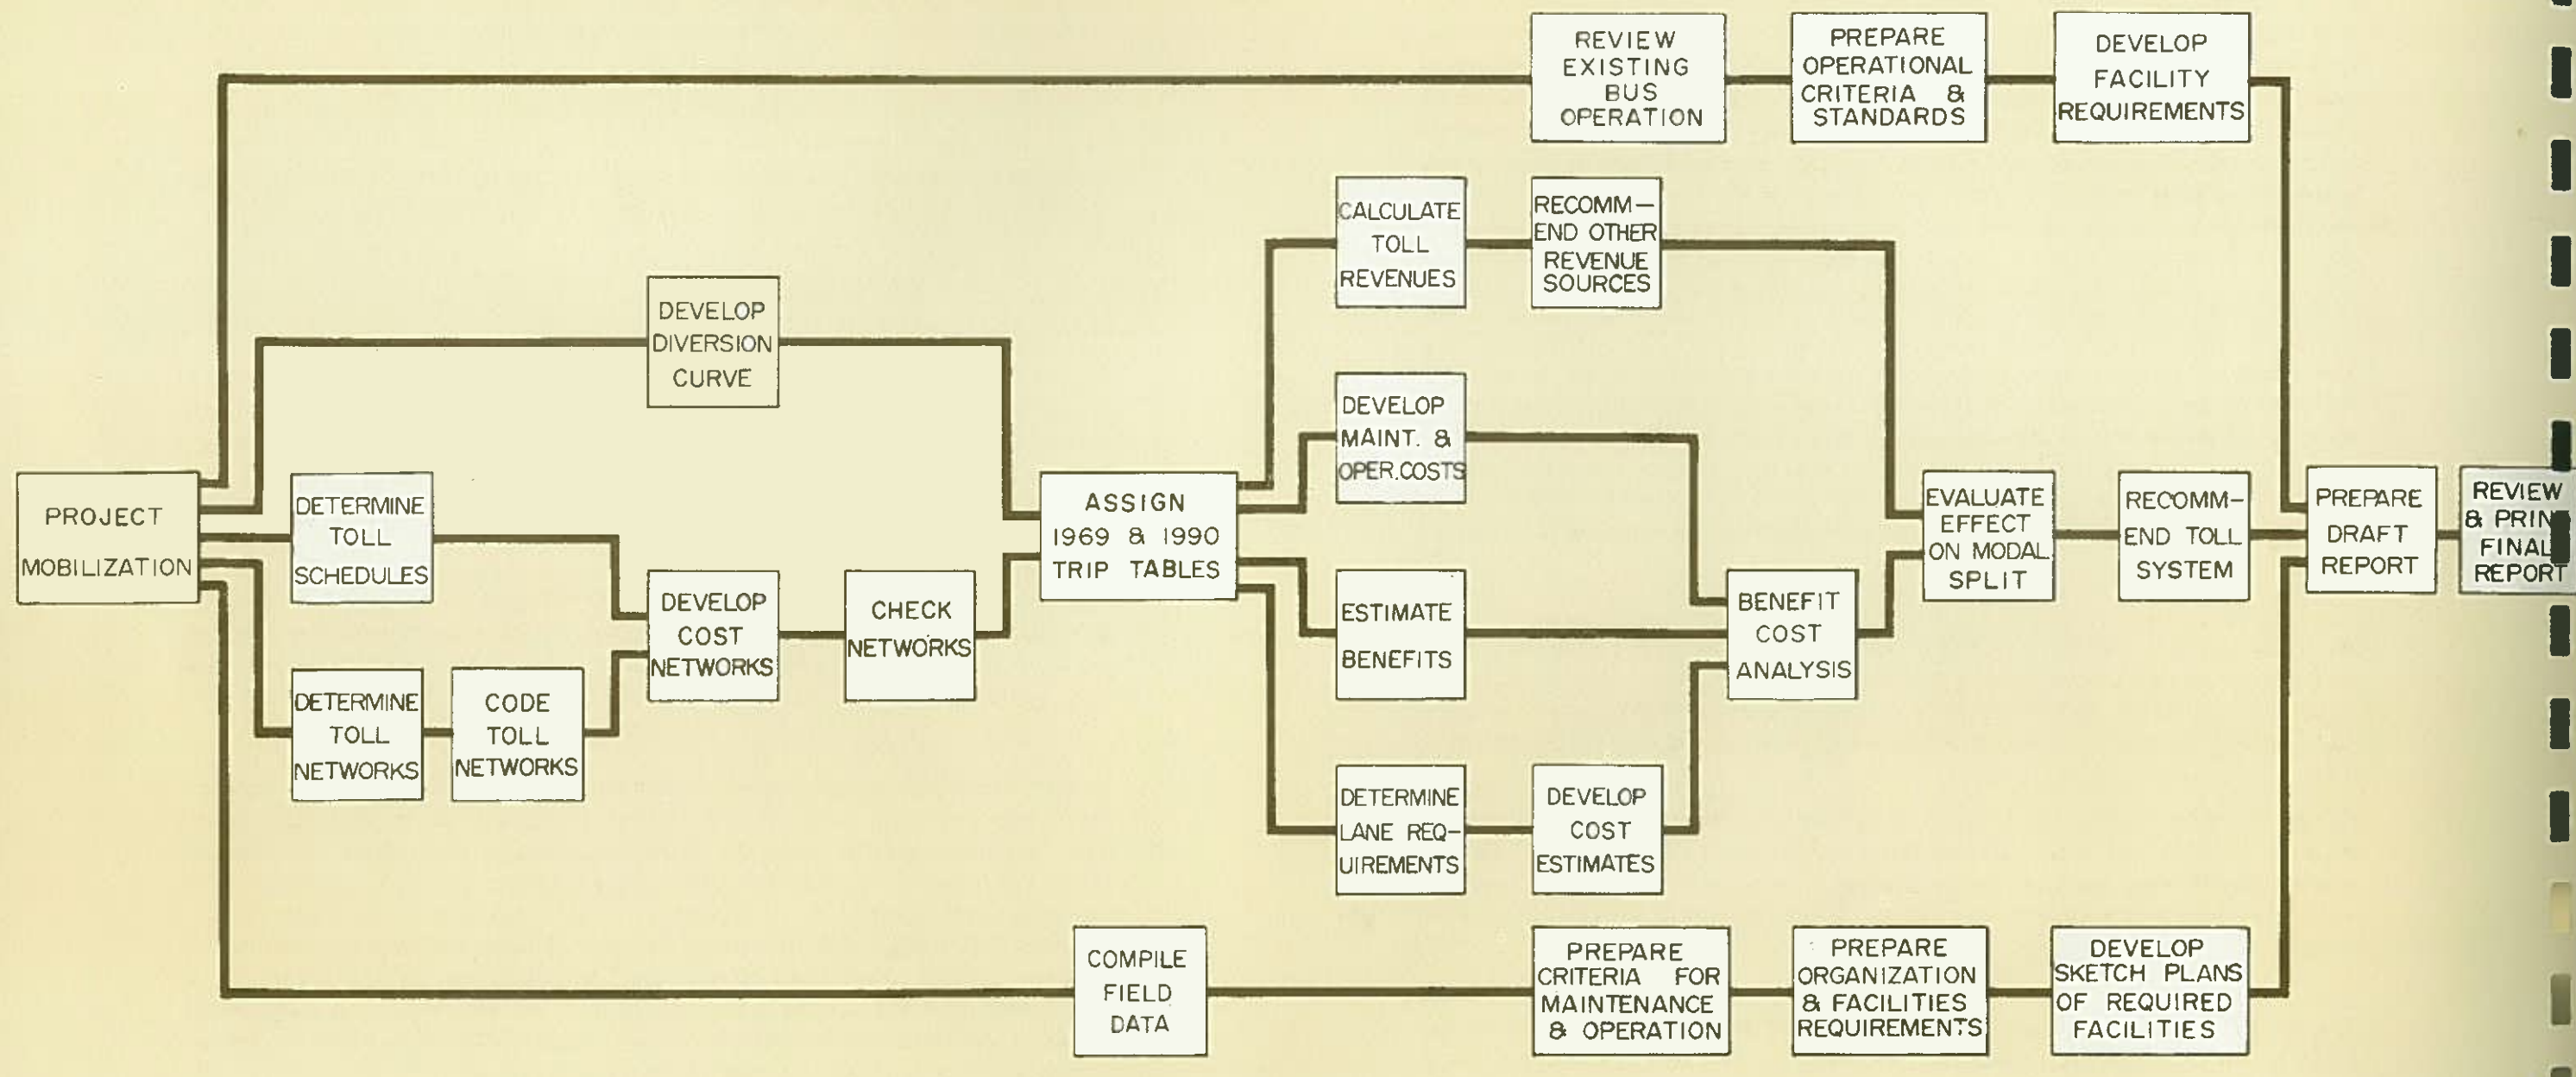 REVIEW
EXISTING
BUS
OPERATION
PREPARE
OPERATIONAL
CRITERIA &
STANDARDS
DEVELOP
FACILITY
REQUIREMENTS
CALCULATE
TOLL
REVENUES
RECOMM-
END OTHER
REVENUE
SOURCES
DEVELOP
DIVERSION
CURVE
DEVELOP
MAINT. &
OPER.COSTS
PROJECT
MOBILIZATION
DETERMINE
TOLL
SCHEDULES
DETERMINE
TOLL
NETWORKS
CODE
TOLL
NETWORKS
DEVELOP
COST
NETWORKS
CHECK
NETWORKS
ASSIGN
1969 & 1990
TRIP TABLES
ESTIMATE
BENEFITS
DETERMINE
LANE REQ-
UIREMENTS
DEVELOP
COST
ESTIMATES
BENEFIT
COST
ANALYSIS
EVALUATE
EFFECT
ON MODAL
SPLIT
RECOMM-
END TOLL
SYSTEM
PREPARE
DRAFT
REPORT
REVIEW
& PRIN
FINAL
REPORT
COMPILE
FIELD
DATA
PREPARE
CRITERIA FOR
MAINTENANCE
& OPERATION
PREPARE
ORGANIZATION
& FACILITIES
REQUIREMENTS
DEVELOP
SKETCH PLANS
OF REQUIRED
FACILITIES